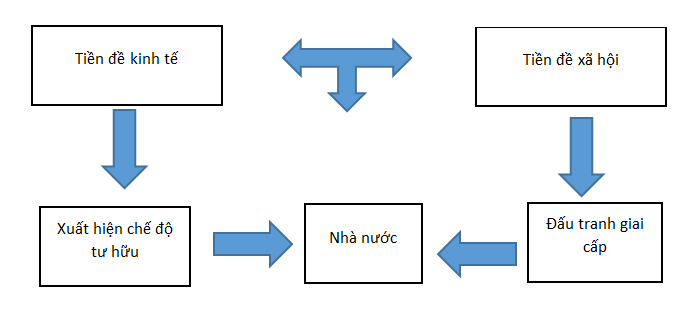 Tiền đề kinh tế
Tiền đề xã hội
Xuất hiện chế độ
tư hữu
Nhà nước
Đấu tranh giai
cấp